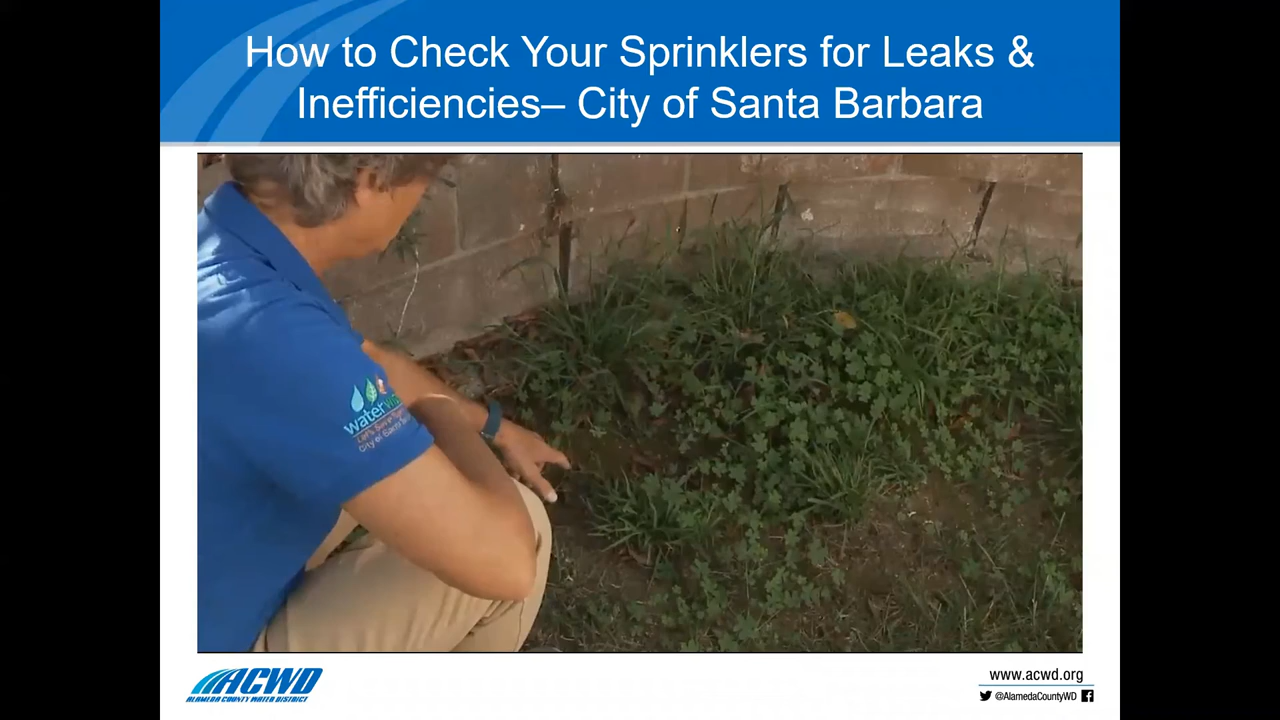 How to Check Your Sprinklers for Leaks &
Inefficiencies– City of Santa Barbara
ACWD
ALAMEDA COUNTY WATER DISTRICT
www.acwd.org
@AlamedaCountyWD